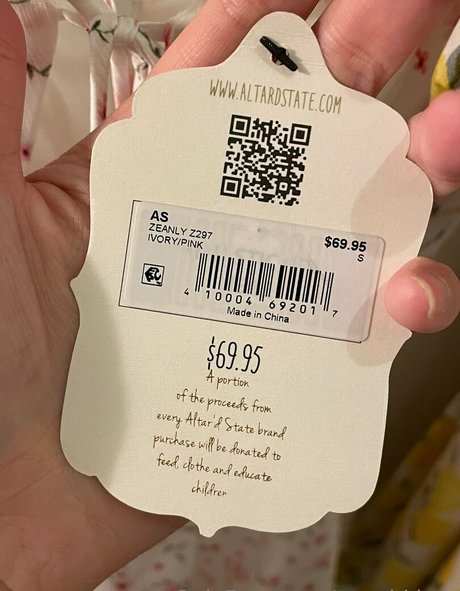 WWW.ALTARDSTATE.COM
AS
ZEANLY Z297
IVORY/PINK
$69.95
S
4 10004 69201 7
Made in China
$69.95
A portion
of the proceeds from
every Altar'd State brand
purchase will be donated to
feed, clothe and educate
children